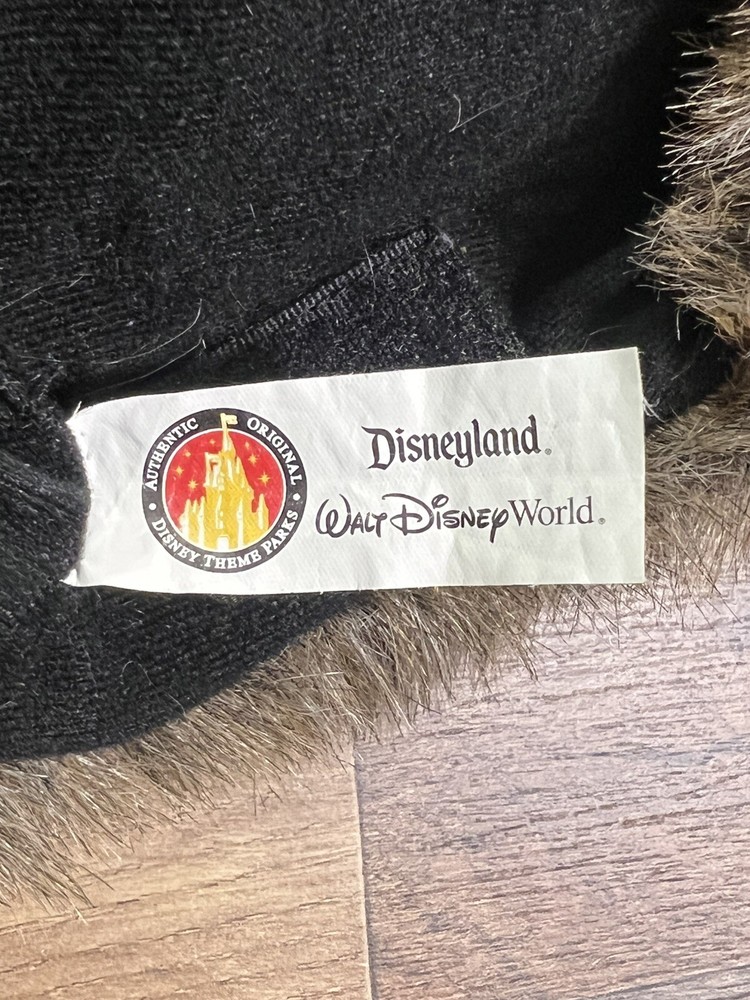 AUTHENTIC ORIGINAL
DISNEY THEME PARKS
Disneyland®
WALT DISNEY World®